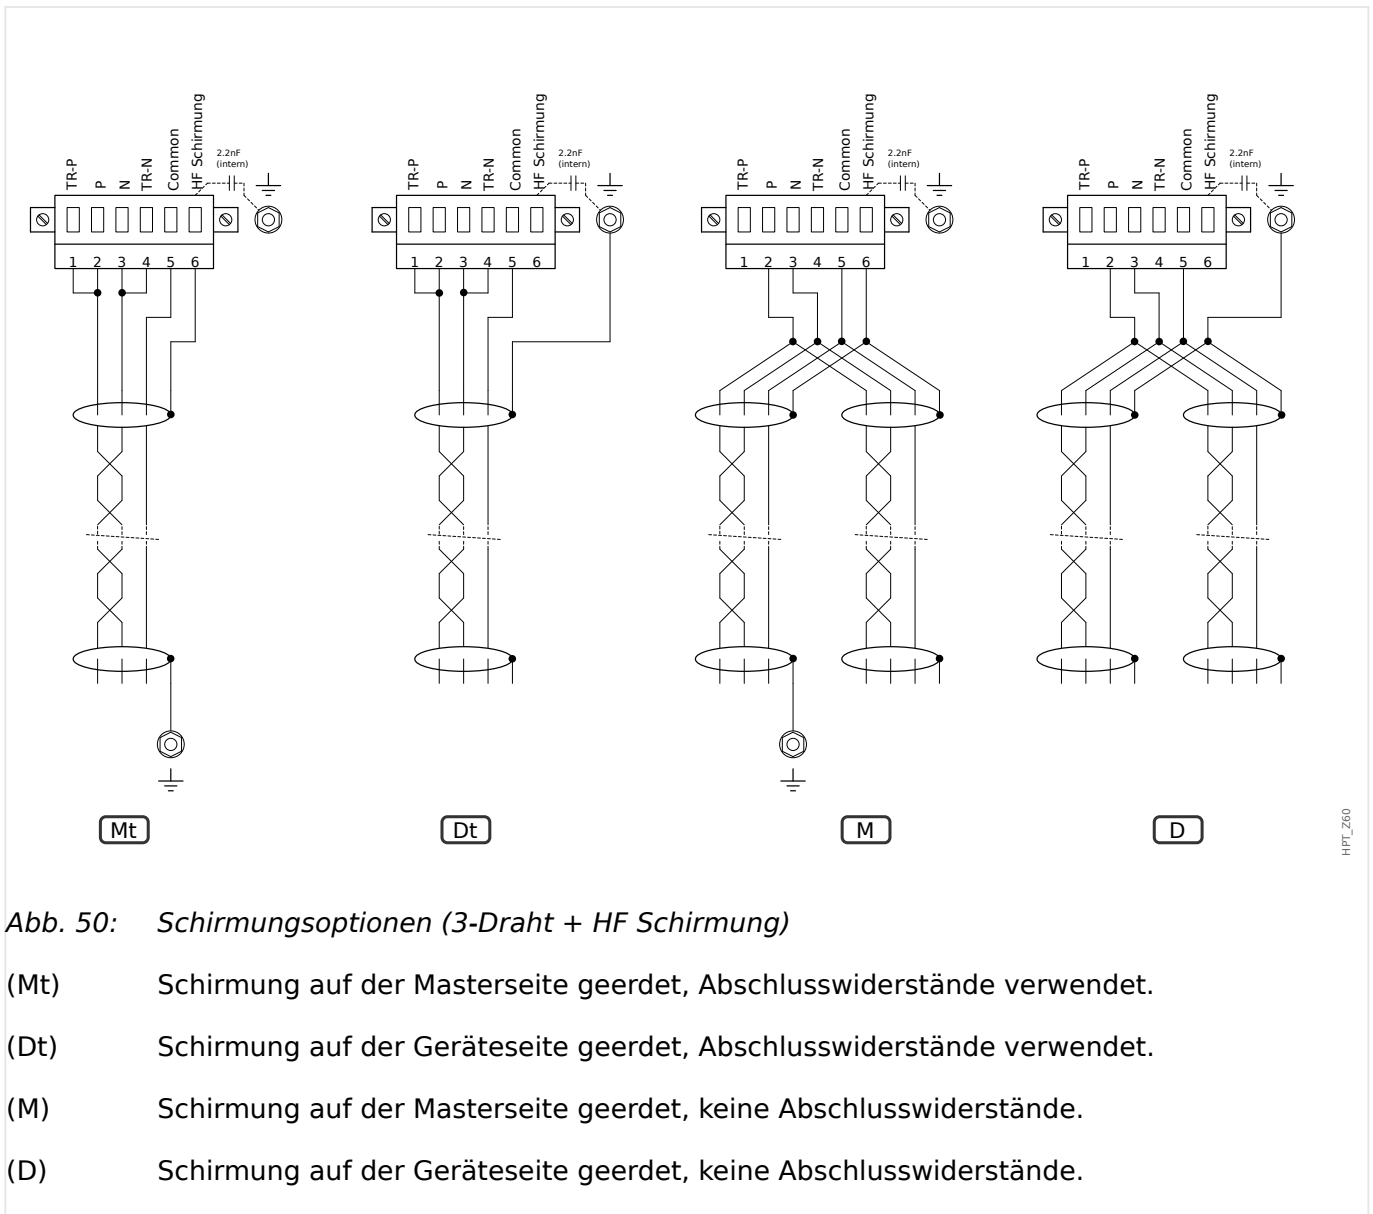 TR-P P N TR-N Common HF Schirmung
2.2nF
(intern)
1 2 3 4 5 6
TR-P P N TR-N Common HF Schirmung
2.2nF
(intern)
1 2 3 4 5 6
TR-P P N TR-N Common HF Schirmung
2.2nF
(intern)
1 2 3 4 5 6
TR-P P N TR-N Common HF Schirmung
2.2nF
(intern)
1 2 3 4 5 6
Mt Dt M D
HPT_Z60
Abb. 50: Schirmungsoptionen (3-Draht + HF Schirmung)
(Mt) Schirmung auf der Masterseite geerdet, Abschlusswiderstände verwendet.
(Dt) Schirmung auf der Geräteseite geerdet, Abschlusswiderstände verwendet.
(M) Schirmung auf der Masterseite geerdet, keine Abschlusswiderstände.
(D) Schirmung auf der Geräteseite geerdet, keine Abschlusswiderstände.